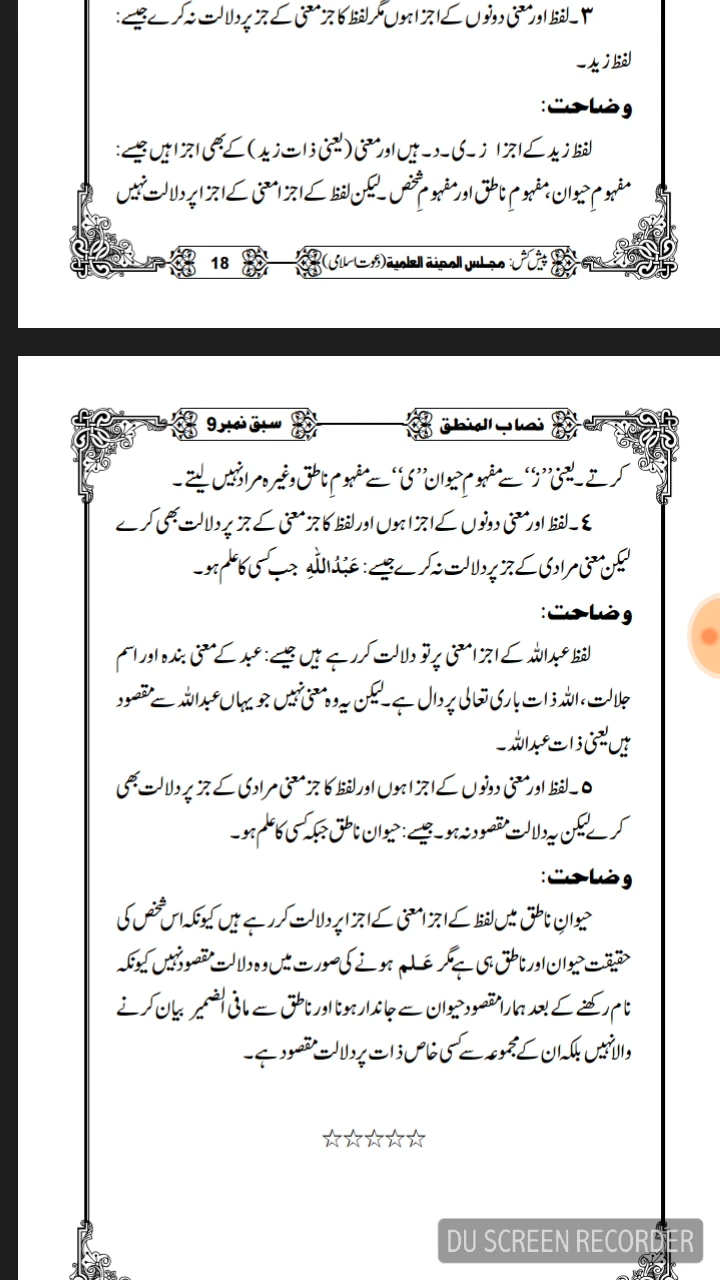 ۳۔ لفظ اور معنی دونوں کے اجزا ہوں مگر لفظ کا جز معنی کے جز پر دلالت نہ کرے جیسے:
لفظ زید۔
وضاحت:
لفظ زید کے اجزا ز۔ی۔د۔ ہیں اور معنی (یعنی ذات زید) کے بھی اجزا ہیں جیسے:
مفہومِ حیوان، مفہومِ ناطق اور مفہومِ شخص۔ لیکن لفظ کے اجزا معنی کے اجزا پر دلالت نہیں
پیش کش: مجلس المدینۃ العلمیۃ (دعوت اسلامی)
18
نصاب المنطق
سبق نمبر 9
کرتے۔ یعنی ’’ز‘‘ سے مفہومِ حیوان ’’ی‘‘ سے مفہومِ ناطق وغیرہ مراد نہیں لیتے۔
٤۔ لفظ اور معنی دونوں کے اجزا ہوں اور لفظ کا جز معنی کے جز پر دلالت بھی کرے
لیکن معنی مرادی کے جز پر دلالت نہ کرے جیسے: عَبْدُاللّٰهِ جب کسی کا علم ہو۔
وضاحت:
لفظ عبداللہ کے اجزا معنی پر تو دلالت کر رہے ہیں جیسے: عبد کے معنی بندہ اور اسم
جلالت، اللہ ذات باری تعالی پر دال ہے۔ لیکن یہ وہ معنی نہیں جو یہاں عبداللہ سے مقصود
ہیں یعنی ذات عبداللہ۔
٥۔ لفظ اور معنی دونوں کے اجزا ہوں اور لفظ کا جز معنی مرادی کے جز پر دلالت بھی
کرے لیکن یہ دلالت مقصود نہ ہو۔ جیسے: حیوان ناطق جبکہ کسی کا علم ہو۔
وضاحت:
حیوانِ ناطق میں لفظ کے اجزا معنی کے اجزا پر دلالت کر رہے ہیں کیونکہ اس شخص کی
حقیقت حیوان اور ناطق ہی ہے مگر عَلم ہونے کی صورت میں وہ دلالت مقصود نہیں کیونکہ
نام رکھنے کے بعد ہمارا مقصود حیوان سے جاندار ہونا اور ناطق سے مافی الضمیر بیان کرنے
والا نہیں بلکہ ان کے مجموعہ سے کسی خاص ذات پر دلالت مقصود ہے۔
☆☆☆☆☆
DU SCREEN RECORDER